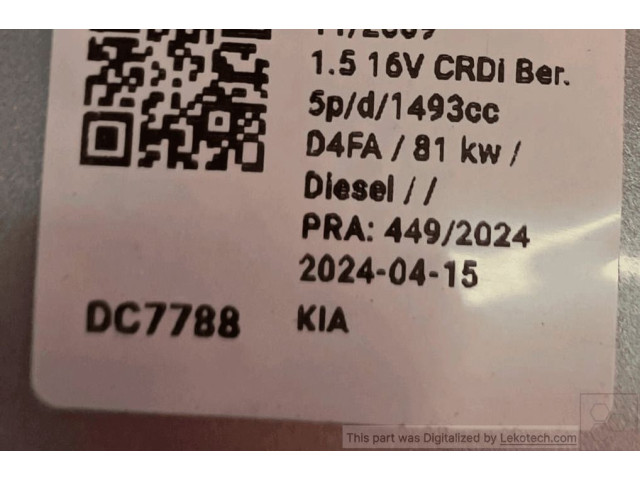 1.5 16V CRDi Ber.
5p/d/1493cc
D4FA / 81 kw /
Diesel / /
PRA: 449/2024
2024-04-15
DC7788 KIA
This part was Digitalized by Lekotech.com